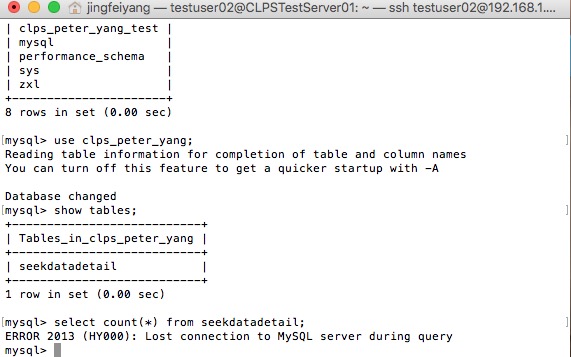 jingfeiyang — testuser02@CLPSTestServer01: ~ — ssh testuser02@192.168.1....
| clps_peter_yang_test |
| mysql                |
| performance_schema   |
| sys                  |
| zxl                  |
+----------------------+
8 rows in set (0.00 sec)
[mysql> use clps_peter_yang; ]
Reading table information for completion of table and column names
You can turn off this feature to get a quicker startup with -A
Database changed
[mysql> show tables; ]
+---------------------------+
| Tables_in_clps_peter_yang |
+---------------------------+
| seekdatadetail            |
+---------------------------+
1 row in set (0.00 sec)
[mysql> select count(*) from seekdatadetail; ]
ERROR 2013 (HY000): Lost connection to MySQL server during query
mysql>